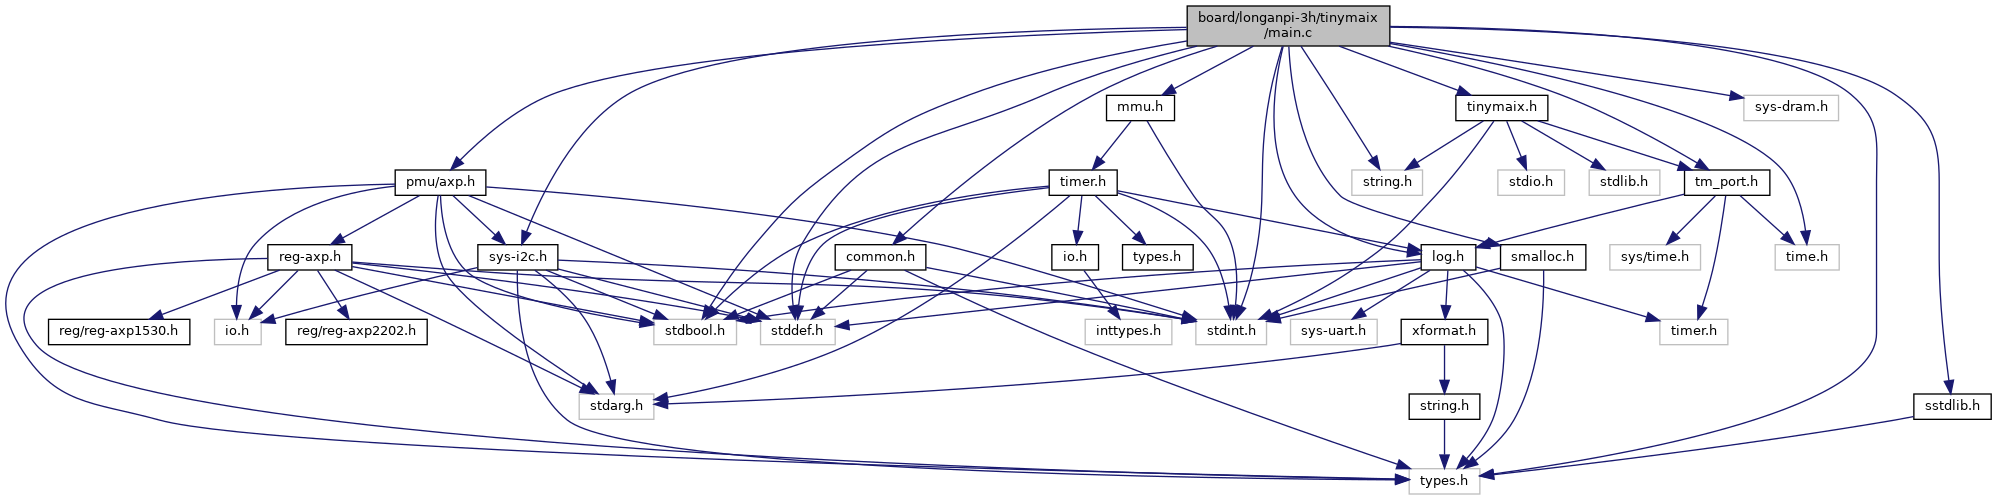 board/longanpi-3h/tinymaix
/main.c
mmu.h
tinymaix.h
sys-dram.h
pmu/axp.h
timer.h
string.h
stdio.h
stdlib.h
tm_port.h
reg-axp.h
sys-i2c.h
common.h
io.h
types.h
log.h
smalloc.h
sys/time.h
time.h
reg/reg-axp1530.h
io.h
reg/reg-axp2202.h
stdbool.h
stddef.h
inttypes.h
stdint.h
sys-uart.h
xformat.h
timer.h
stdarg.h
string.h
sstdlib.h
types.h